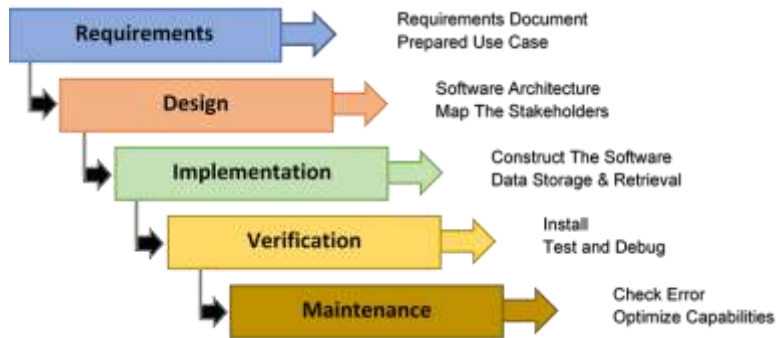 Requirements
Requirements Document
Prepared Use Case
Design
Software Architecture
Map The Stakeholders
Implementation
Construct The Software
Data Storage & Retrieval
Verification
Install
Test and Debug
Maintenance
Check Error
Optimize Capabilities